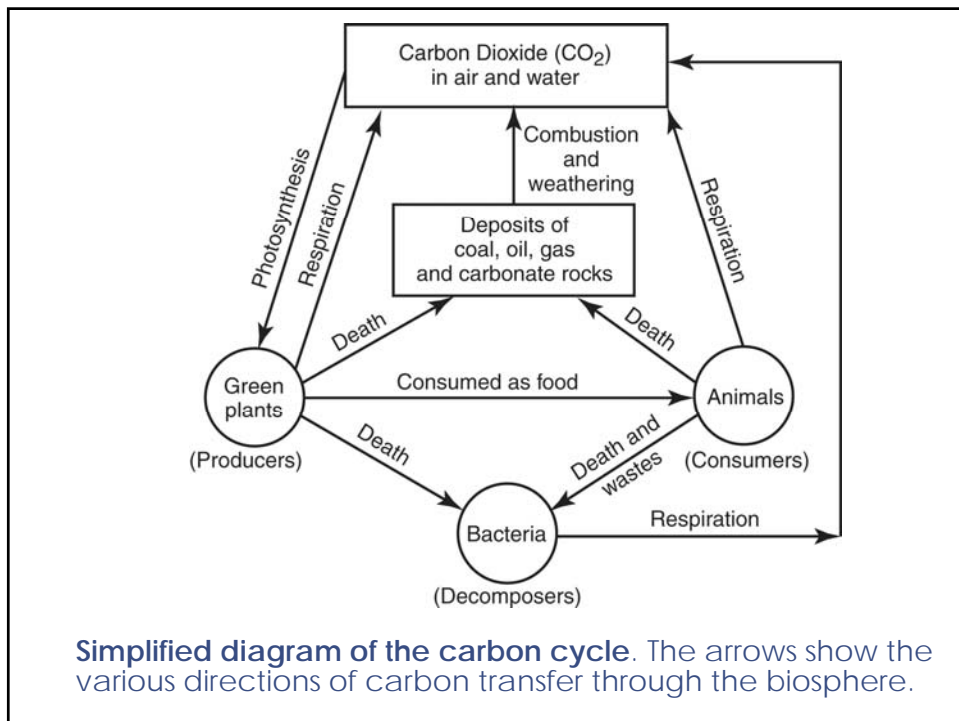 Carbon Dioxide (CO₂)
in air and water
Photosynthesis
Respiration
Combustion
and
weathering
Respiration
Deposits of
coal, oil, gas
and carbonate rocks
Death
Death
Green
plants
(Producers)
Consumed as food
Animals
(Consumers)
Death
Death and
wastes
Bacteria
(Decomposers)
Respiration
Simplified diagram of the carbon cycle. The arrows show the
various directions of carbon transfer through the biosphere.